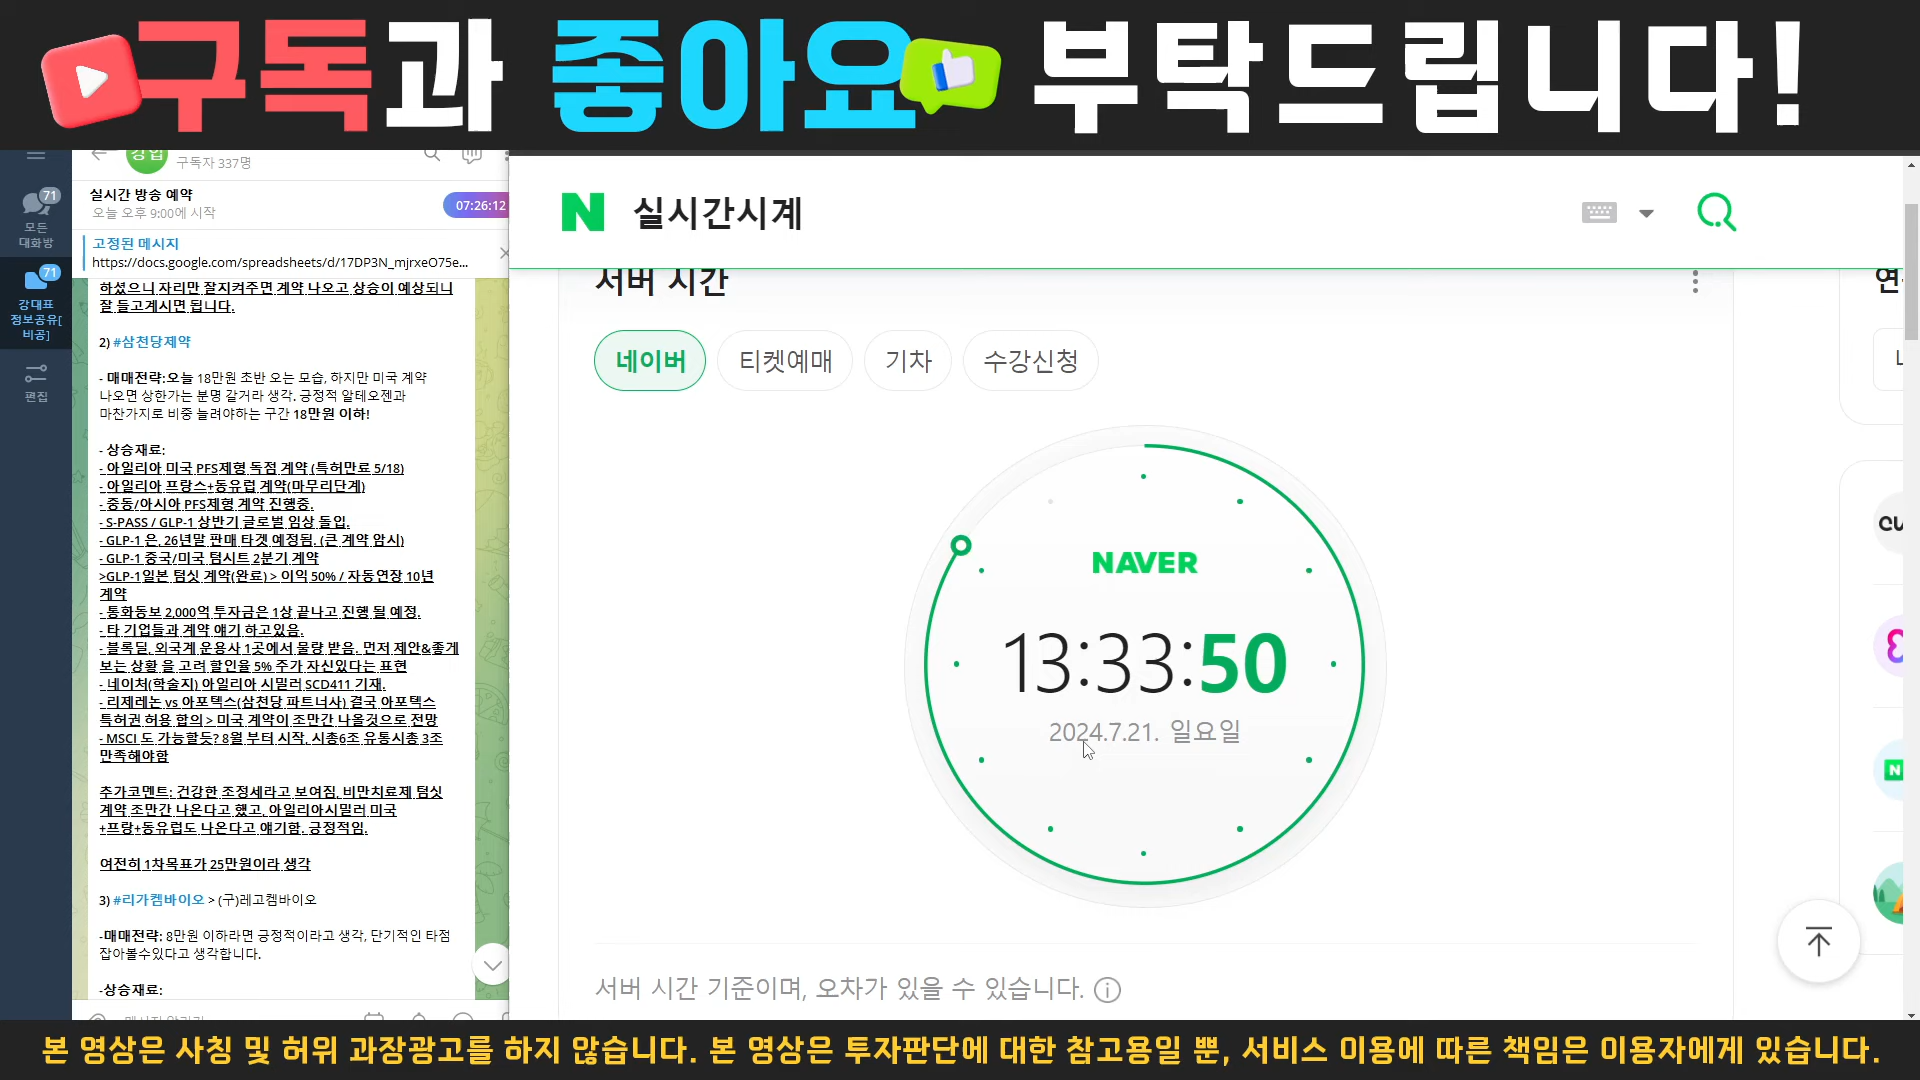 구독과 좋아요 부탁드립니다!
강입
구독자 337명
실시간 방송 예약
오늘 오후 9:00에 시작
07:26:12
고정된 메시지
https://docs.google.com/spreadsheets/d/17DP3N_mjrxeO75e...
71
모든
대화방
71
강대표
정보공유[
비공]
편집
하셨으니 자리만 잘지켜주면 계약 나오고 상승이 예상되니
잘 들고계시면 됩니다.
2) #삼천당제약
- 매매전략:오늘 18만원 초반 오는 모습, 하지만 미국 계약
나오면 상한가는 분명 갈거라 생각. 긍정적 알테오젠과
마찬가지로 비중 늘려야하는 구간 18만원 이하!
- 상승재료:
- 아일리아 미국 PFS제형 독점 계약 (특허만료 5/18)
- 아일리아 프랑스+동유럽 계약(마무리단계)
- 중동/아시아 PFS제형 계약 진행중.
- S-PASS / GLP-1 상반기 글로벌 임상 돌입.
- GLP-1 은, 26년말 판매 타겟 예정됨. (큰 계약 암시)
- GLP-1 중국/미국 텀시트 2분기 계약
>GLP-1일본 텀싯 계약(완료) > 이익 50% / 자동연장 10년
계약
- 통화동보 2,000억 투자금은 1상 끝나고 진행 될 예정.
- 타 기업들과 계약 얘기 하고있음.
- 블록딜, 외국계 운용사 1곳에서 물량 받음. 먼저 제안&좋게
보는 상황 을 고려 할인율 5% 주가 자신있다는 표현
- 네이처(학술지) 아일리아 시밀러 SCD411 기재.
- 리제레논 vs 아포텍스(삼천당 파트너사) 결국 아포텍스
특허권 허용 합의 > 미국 계약이 조만간 나올것으로 전망
- MSCI 도 가능할듯? 8월 부터 시작, 시총6조 유통시총 3조
만족해야함
추가코멘트: 건강한 조정세라고 보여짐, 비만치료제 텀싯
계약 조만간 나온다고 했고, 아일리아시밀러 미국
+프랑+동유럽도 나온다고 얘기함. 긍정적임.
여전히 1차목표가 25만원이라 생각
3) #리가켐바이오 > (구)레고켐바이오
-매매전략: 8만원 이하라면 긍정적이라고 생각, 단기적인 타점
잡아볼수있다고 생각합니다.
-상승재료:
N 실시간시계
서버 시간
네이버 티켓예매 기차 수강신청
NAVER
13:33:50
2024.7.21. 일요일
서버 시간 기준이며, 오차가 있을 수 있습니다.
N
본 영상은 사칭 및 허위 과장광고를 하지 않습니다. 본 영상은 투자판단에 대한 참고용일 뿐, 서비스 이용에 따른 책임은 이용자에게 있습니다.